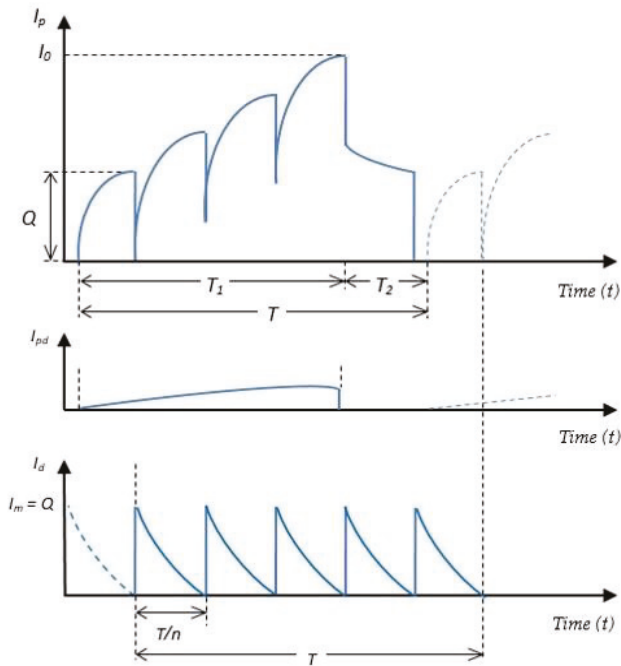 I_p
I_0
Q
T_1
T_2
T
Time (t)
I_pd
Time (t)
I_d
I_m = Q
T/n
T
Time (t)